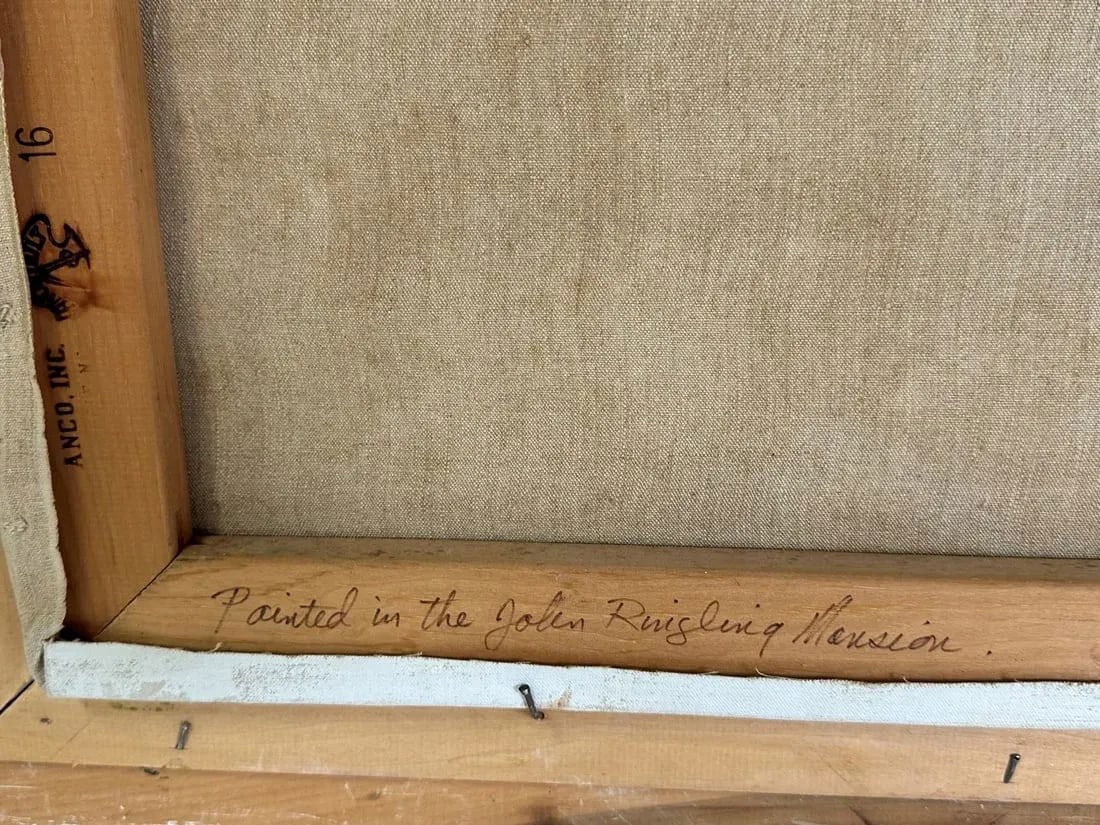 16
ANCO, INC.
Painted in the John Ringling Mansion.